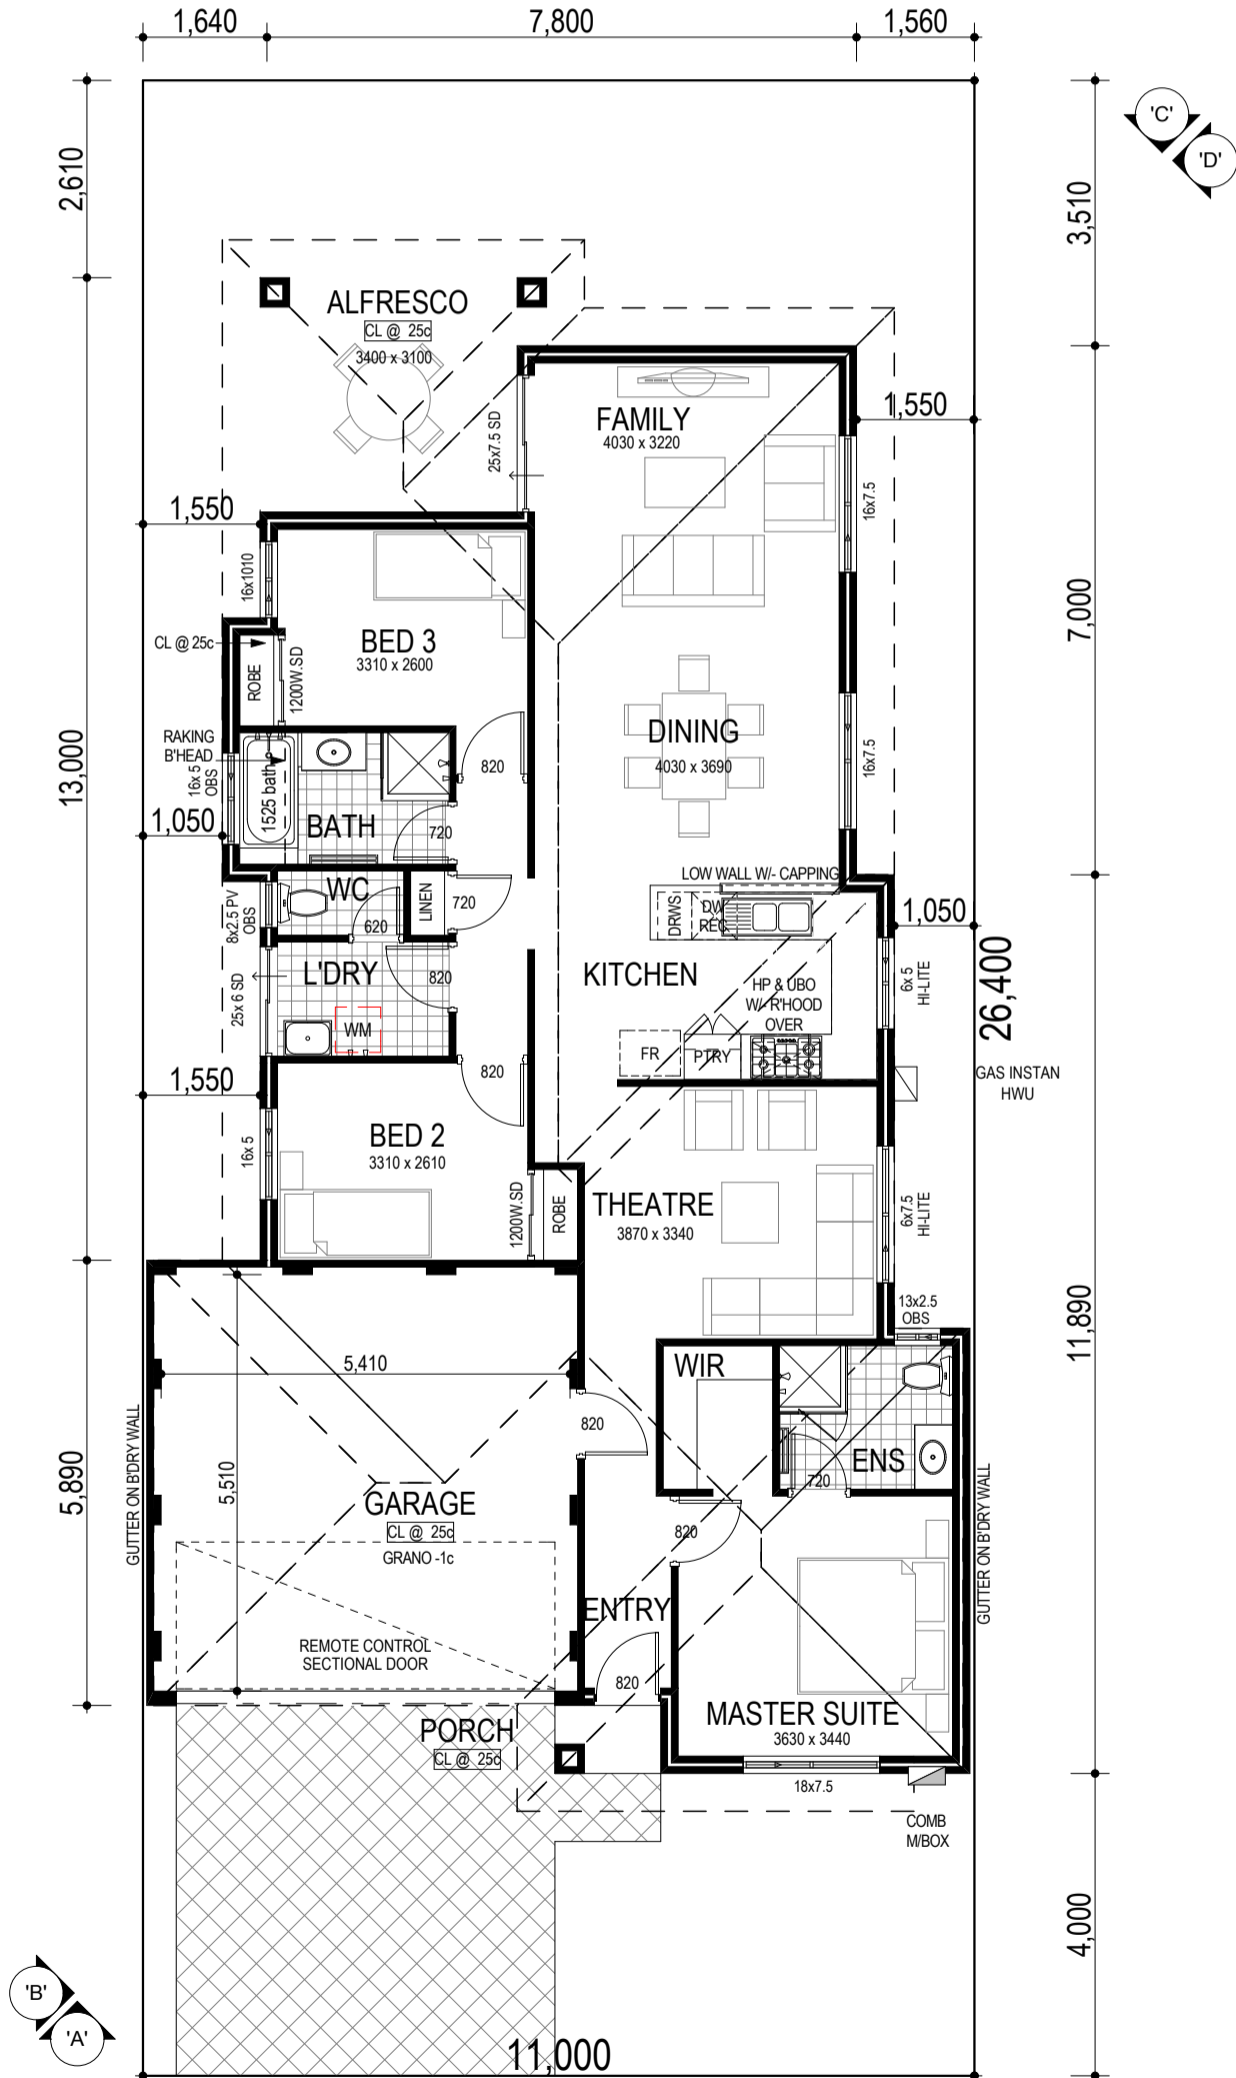 1,640
7,800
1,560
2,610
3,510
'C'
'D'
ALFRESCO
CL @ 25c
3400 x 3100
FAMILY
4030 x 3220
25x7.5 SD
1,550
16x7.5
1,550
16x1010
7,000
BED 3
3310 x 2600
CL @ 25c
ROBE
1200W.SD
DINING
4030 x 3690
16x7.5
RAKING
B'HEAD
16x 5
OBS
13,000
820
1525 bath
BATH
720
1,050
LOW WALL W/- CAPPING
WC
LINEN
720
620
8x2.5 PV
OBS
DRWS
DW
REC
1,050
26,400
L'DRY
820
25x 6 SD
WM
KITCHEN
HP & UBO
W/- R'HOOD
OVER
6x 5
HI-LITE
FR
PTRY
820
1,550
GAS INSTAN
HWU
BED 2
3310 x 2610
16x 5
1200W.SD
ROBE
THEATRE
3870 x 3340
6x7.5
HI-LITE
13x2.5
OBS
11,890
5,410
WIR
820
ENS
720
5,890
5,510
GUTTER ON B'DRY WALL
GARAGE
CL @ 25c
GRANO -1c
820
GUTTER ON B'DRY WALL
ENTRY
REMOTE CONTROL
SECTIONAL DOOR
820
PORCH
CL @ 25c
MASTER SUITE
3630 x 3440
18x7.5
COMB
M/BOX
4,000
'B'
'A'
11,000